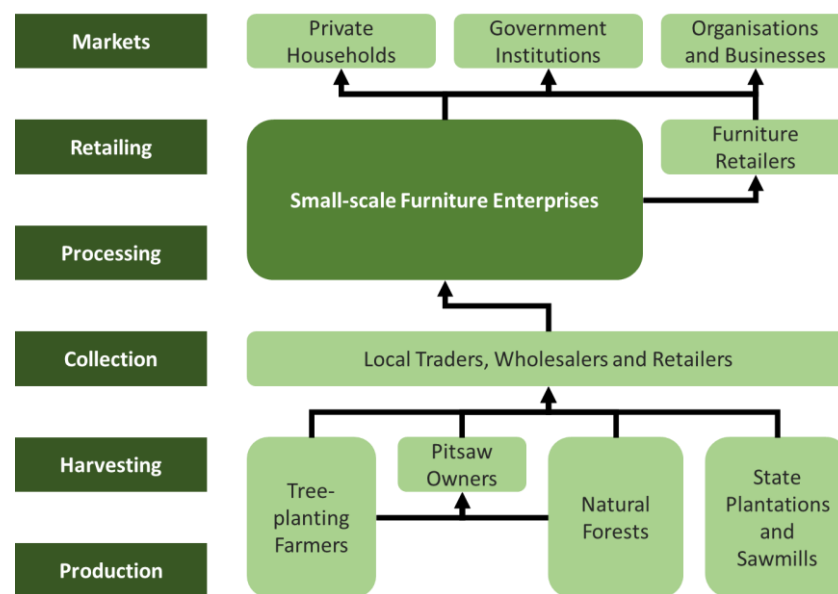 Markets
Private
Households
Government
Institutions
Organisations
and Businesses
Retailing
Furniture
Retailers
Small-scale Furniture Enterprises
Processing
Collection
Local Traders, Wholesalers and Retailers
Harvesting
Pitsaw
Owners
Tree-
planting
Farmers
Natural
Forests
State
Plantations
and
Sawmills
Production